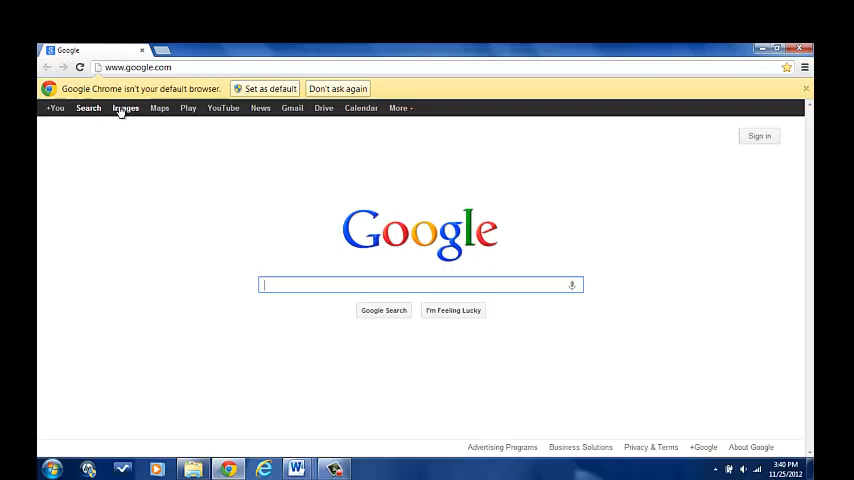 Google
www.google.com
Google Chrome isn't your default browser. Set as default Don't ask again
+You Search Images Maps Play YouTube News Gmail Drive Calendar More
Sign in
Google
Google Search I'm Feeling Lucky
Advertising Programs Business Solutions Privacy & Terms +Google About Google
3:40 PM
11/25/2012